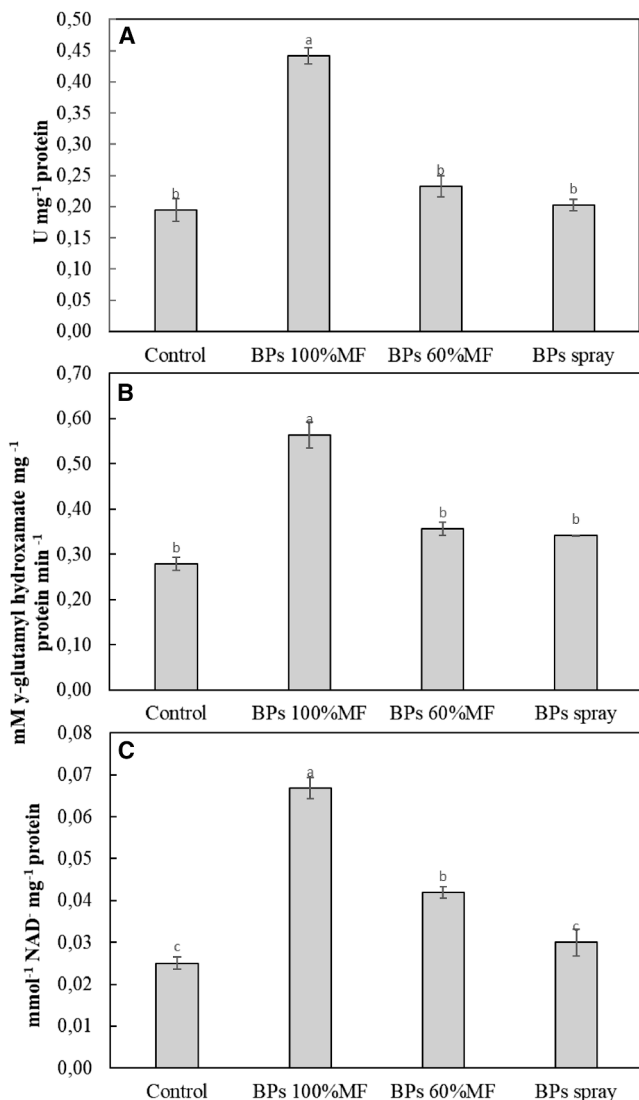 A
U mg-1 protein
0,50
0,45
0,40
0,35
0,30
0,25
0,20
0,15
0,10
0,05
0,00
b
a
b
b
Control BPs 100%MF BPs 60%MF BPs spray
B
mM y-glutamyl hydroxamate mg -1
protein min -1
0,70
0,60
0,50
0,40
0,30
0,20
0,10
0,00
b
a
b
b
Control BPs 100%MF BPs 60%MF BPs spray
C
mmol-1 NAD- mg-1 protein
0,08
0,07
0,06
0,05
0,04
0,03
0,02
0,01
0,00
c
a
b
c
Control BPs 100%MF BPs 60%MF BPs spray